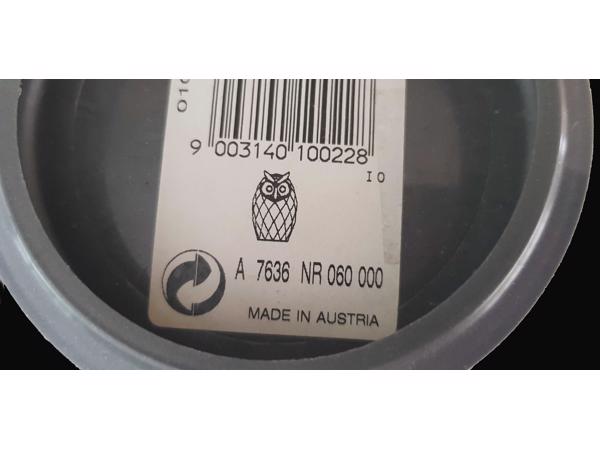 9 003140 100228
I 0
A 7636 NR 060 000
MADE IN AUSTRIA